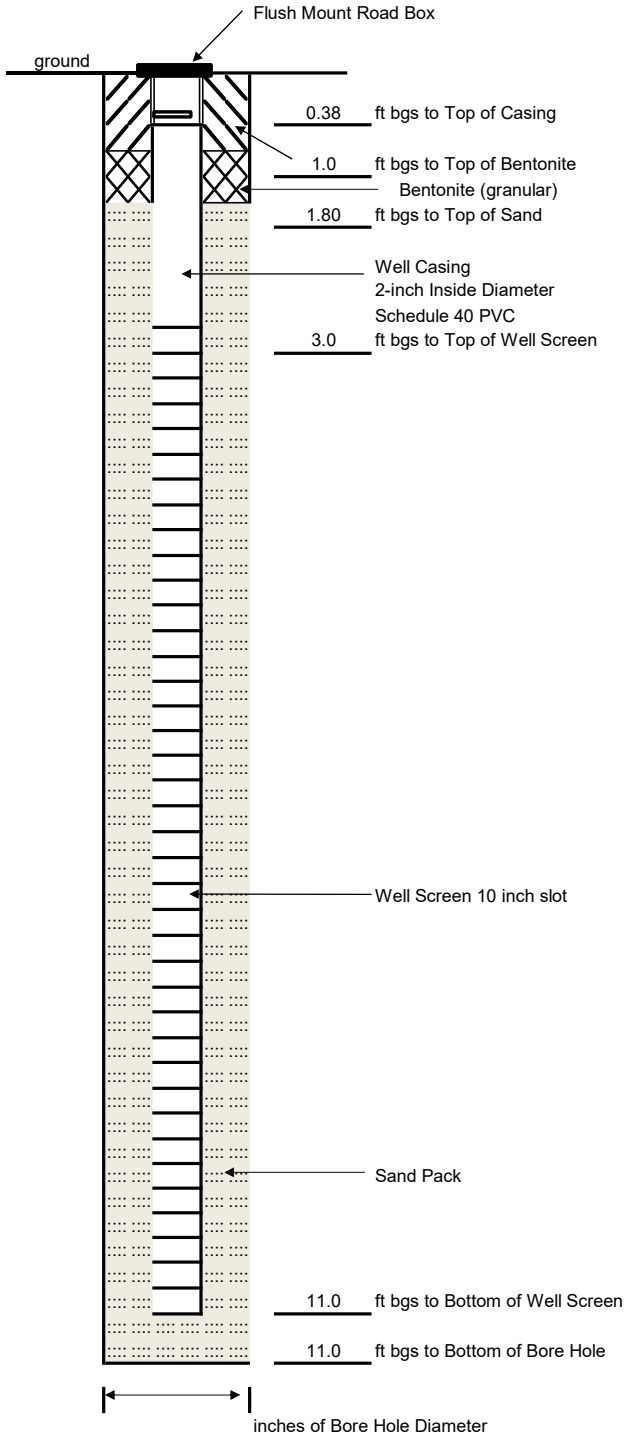 Flush Mount Road Box
ground
0.38 ft bgs to Top of Casing
1.0 ft bgs to Top of Bentonite
Bentonite (granular)
1.80 ft bgs to Top of Sand
Well Casing
2-inch Inside Diameter
Schedule 40 PVC
3.0 ft bgs to Top of Well Screen
Well Screen 10 inch slot
Sand Pack
11.0 ft bgs to Bottom of Well Screen
11.0 ft bgs to Bottom of Bore Hole
inches of Bore Hole Diameter